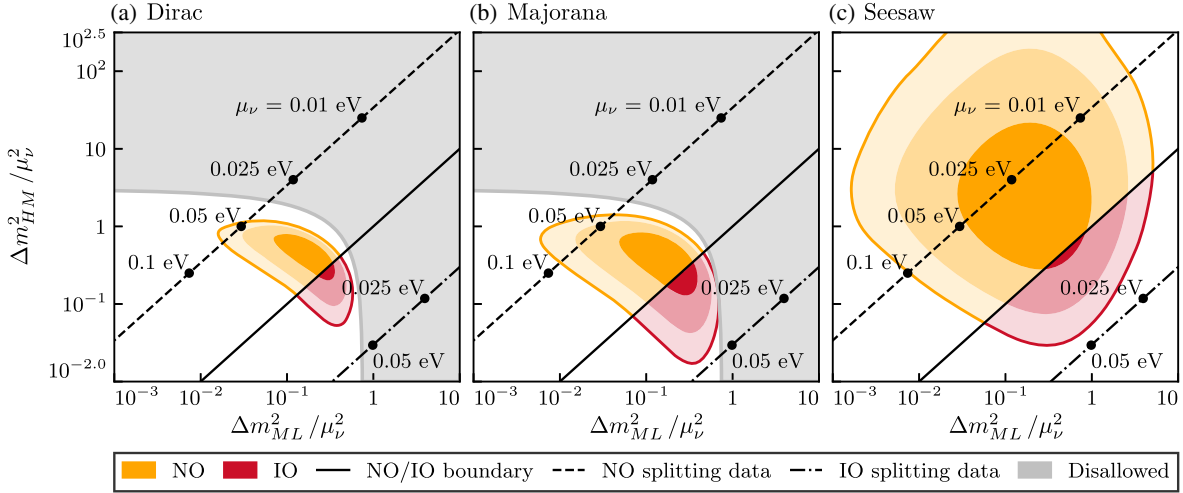 (a) Dirac
(b) Majorana
(c) Seesaw
Δm²_HM/μ²_ν
10^2.5
10^2
10
1
10^−1
10^−2.0
μ_ν = 0.01 eV
0.025 eV
0.05 eV
0.1 eV
0.025 eV
0.05 eV
10^−3
10^−2
10^−1
1
10
Δm²_ML/μ²_ν
μ_ν = 0.01 eV
0.025 eV
0.05 eV
0.1 eV
0.025 eV
0.05 eV
10^−3
10^−2
10^−1
1
10
Δm²_ML/μ²_ν
μ_ν = 0.01 eV
0.025 eV
0.05 eV
0.1 eV
0.025 eV
0.05 eV
10^−3
10^−2
10^−1
1
10
Δm²_ML/μ²_ν
NO IO NO/IO boundary NO splitting data IO splitting data Disallowed